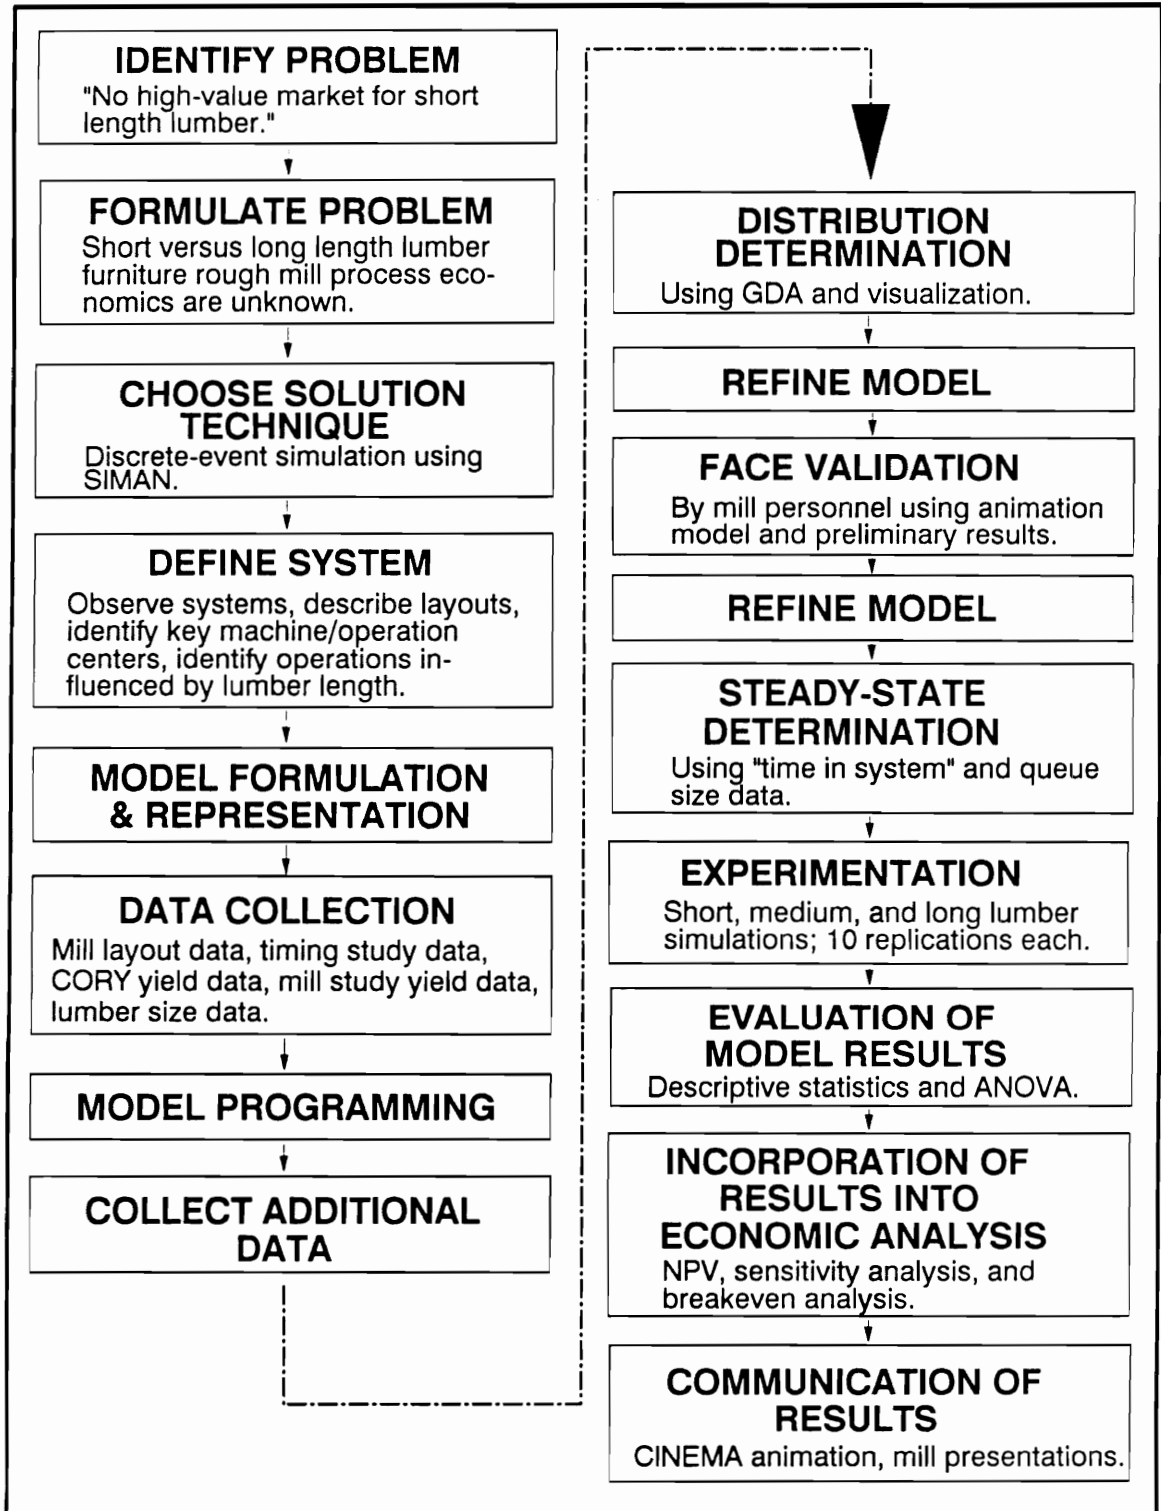 IDENTIFY PROBLEM
"No high-value market for short
length lumber."
FORMULATE PROBLEM
Short versus long length lumber
furniture rough mill process eco-
nomics are unknown.
CHOOSE SOLUTION
TECHNIQUE
Discrete-event simulation using
SIMAN.
DEFINE SYSTEM
Observe systems, describe layouts,
identify key machine/operation
centers, identify operations in-
fluenced by lumber length.
MODEL FORMULATION
& REPRESENTATION
DATA COLLECTION
Mill layout data, timing study data,
CORY yield data, mill study yield data,
lumber size data.
MODEL PROGRAMMING
COLLECT ADDITIONAL
DATA
DISTRIBUTION
DETERMINATION
Using GDA and visualization.
REFINE MODEL
FACE VALIDATION
By mill personnel using animation
model and preliminary results.
REFINE MODEL
STEADY-STATE
DETERMINATION
Using "time in system" and queue
size data.
EXPERIMENTATION
Short, medium, and long lumber
simulations; 10 replications each.
EVALUATION OF
MODEL RESULTS
Descriptive statistics and ANOVA.
INCORPORATION OF
RESULTS INTO
ECONOMIC ANALYSIS
NPV, sensitivity analysis, and
breakeven analysis.
COMMUNICATION OF
RESULTS
CINEMA animation, mill presentations.